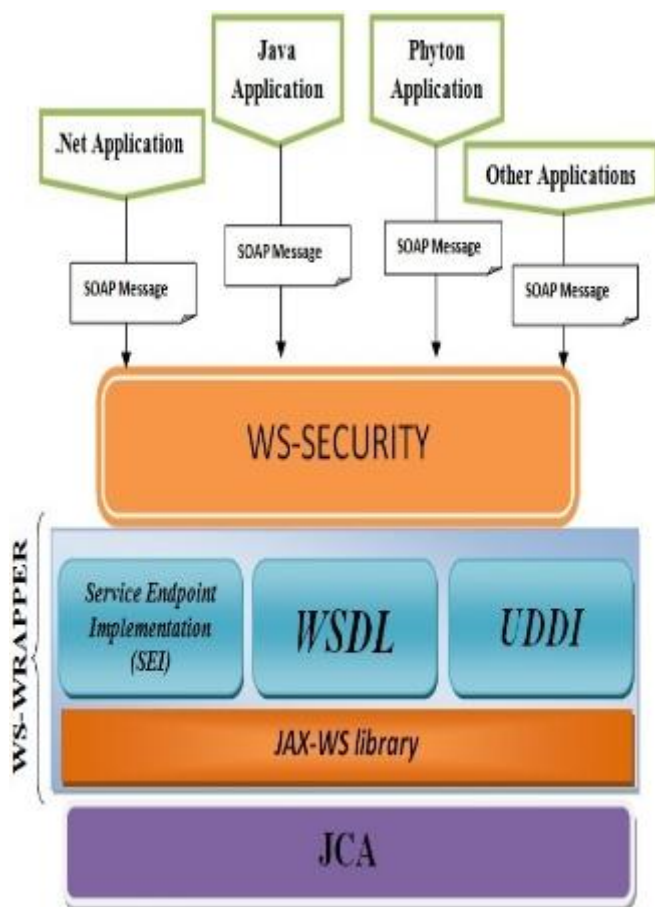 Java
Application
Phyton
Application
.Net Application
Other Applications
SOAP Message
SOAP Message
SOAP Message
SOAP Message
WS-SECURITY
WS-WRAPPER
Service Endpoint
Implementation
(SEI)
WSDL
UDDI
JAX-WS library
JCA